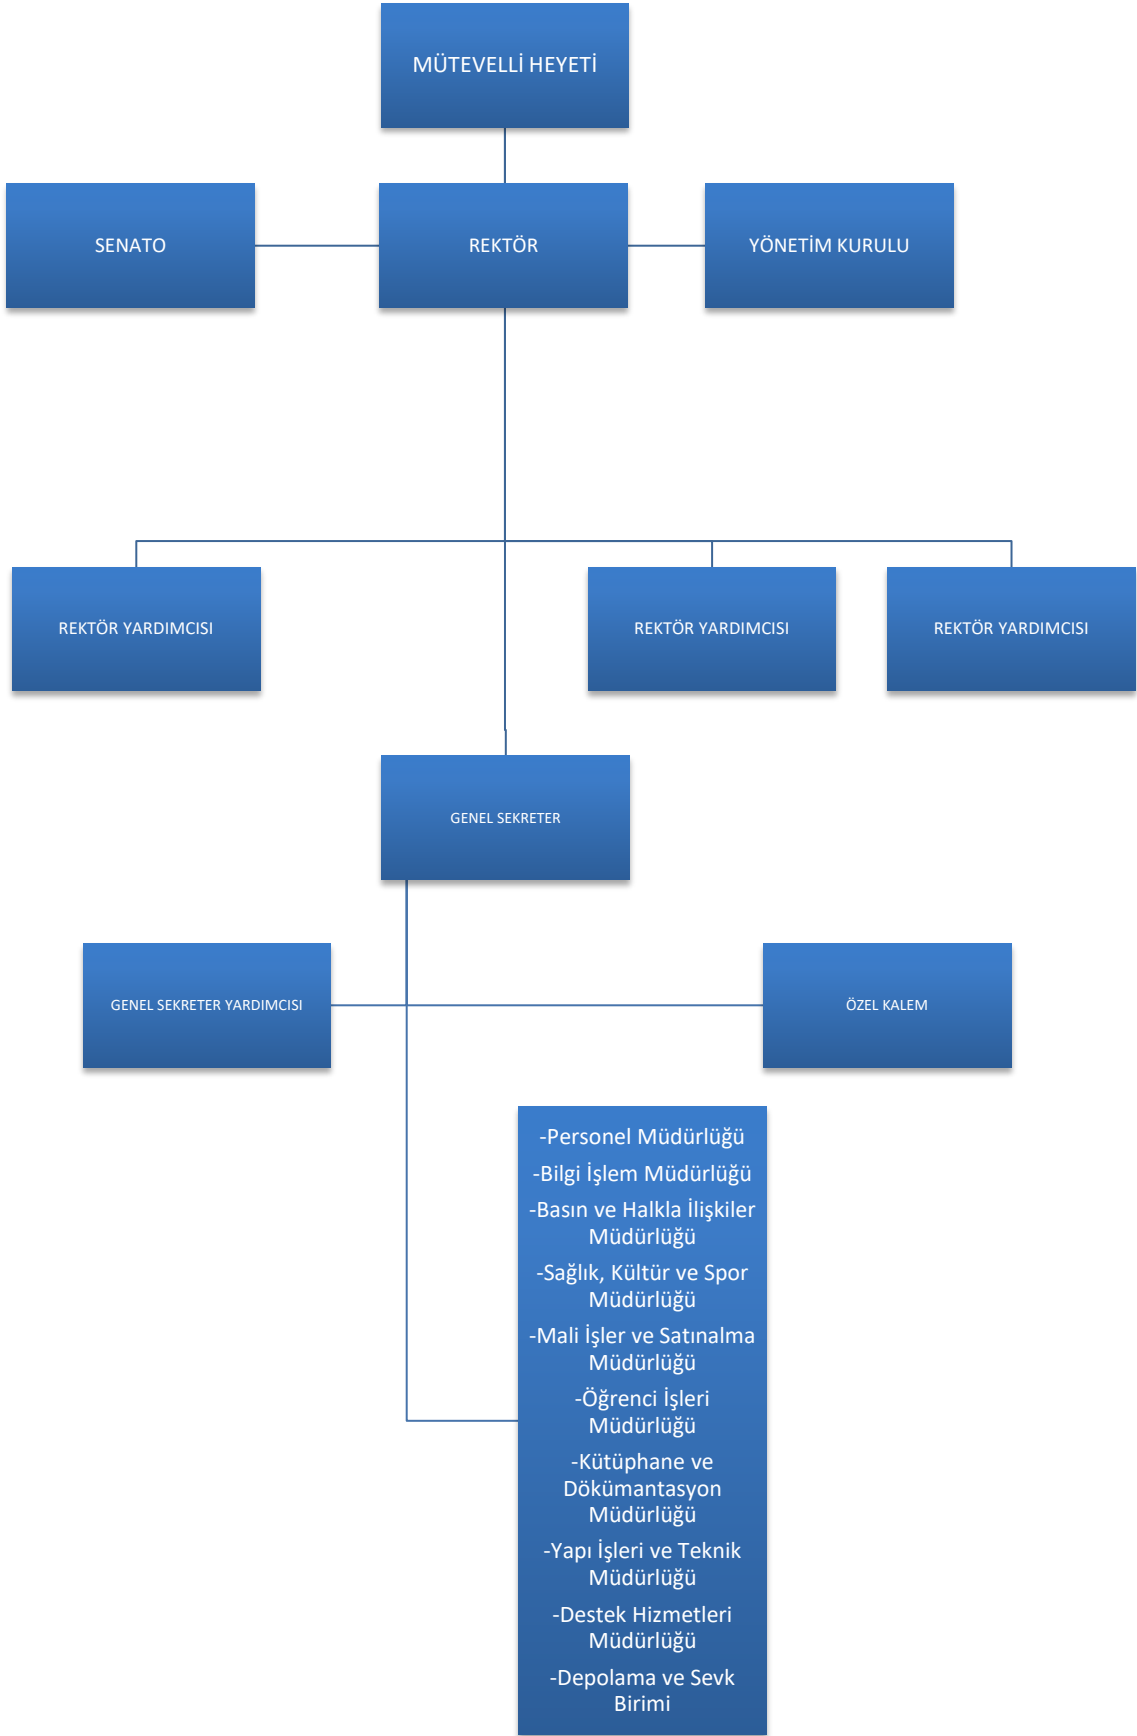 MÜTEVELLİ HEYETİ
SENATO
REKTÖR
YÖNETİM KURULU
REKTÖR YARDIMCISI
REKTÖR YARDIMCISI
REKTÖR YARDIMCISI
GENEL SEKRETER
GENEL SEKRETER YARDIMCISI
ÖZEL KALEM
-Personel Müdürlüğü
-Bilgi İşlem Müdürlüğü
-Basın ve Halkla İlişkiler
Müdürlüğü
-Sağlık, Kültür ve Spor
Müdürlüğü
-Mali İşler ve Satınalma
Müdürlüğü
-Öğrenci İşleri
Müdürlüğü
-Kütüphane ve
Dökümantasyon
Müdürlüğü
-Yapı İşleri ve Teknik
Müdürlüğü
-Destek Hizmetleri
Müdürlüğü
-Depolama ve Sevk
Birimi